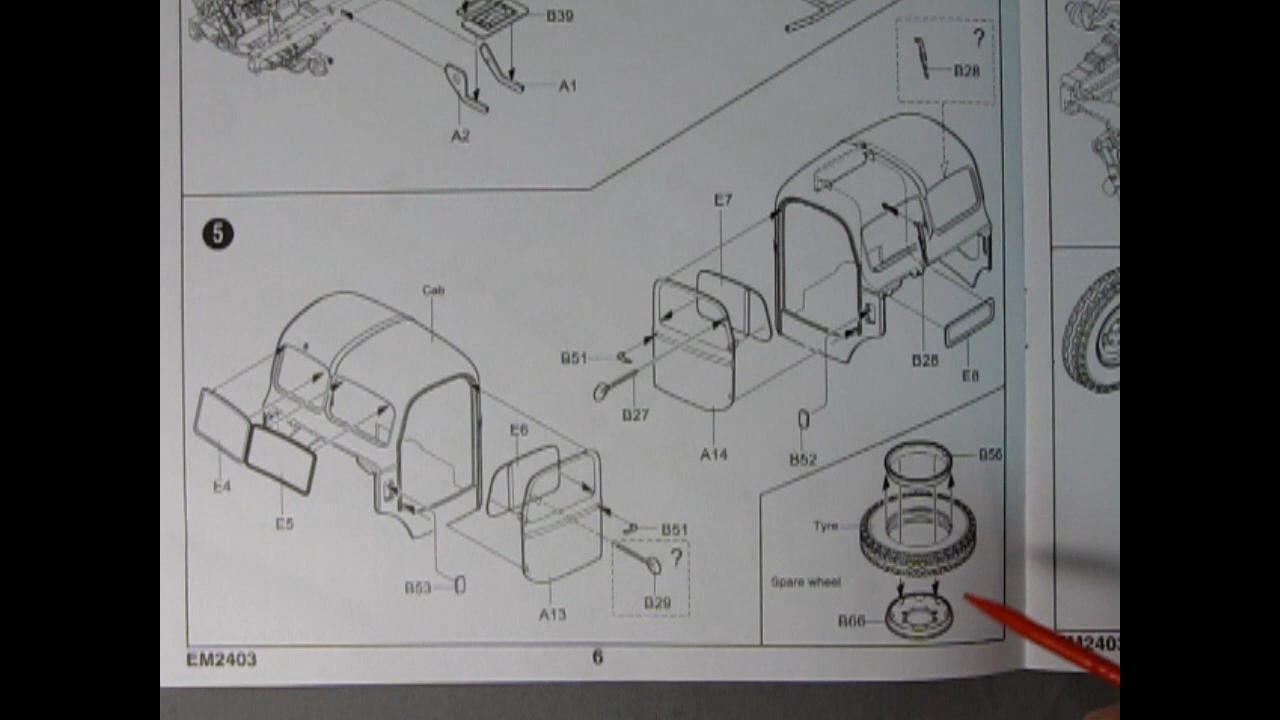 B39
A1
A2
?
B28
5
E7
Cab
B51
B27
A14
B52
B28
E8
E4
E5
E6
B51
?
B29
B53
A13
B56
Tyre
Spare wheel
B66
EM2403
6
EM2403